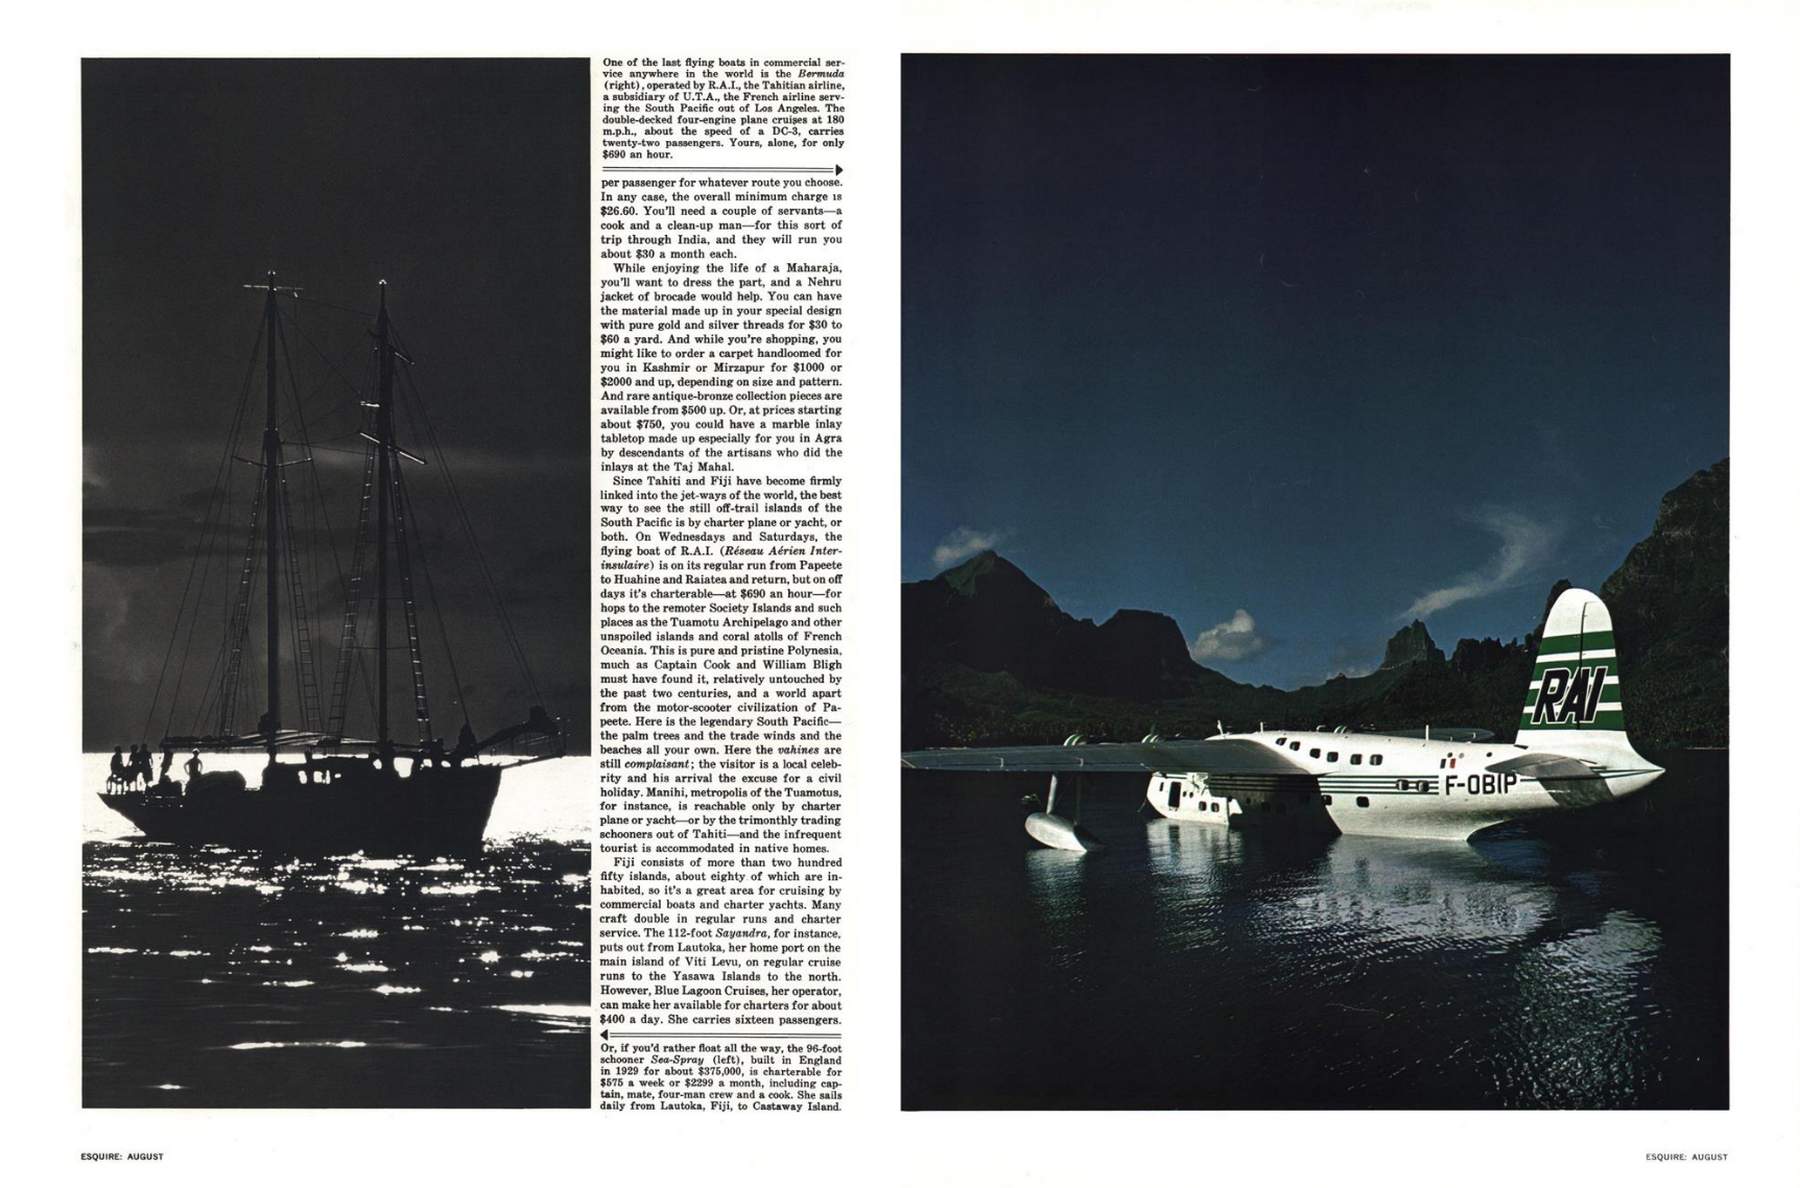 One of the last flying boats in commercial ser-
vice anywhere in the world is the Bermuda
(right), operated by R.A.I., the Tahitian airline,
a subsidiary of U.T.A., the French airline serv-
ing the South Pacific out of Los Angeles. The
double-decked four-engine plane cruises at 180
m.p.h., about the speed of a DC-3, carries
twenty-two passengers. Yours, alone, for only
$690 an hour.
per passenger for whatever route you choose.
In any case, the overall minimum charge is
$26.60. You'll need a couple of servants—a
cook and a clean-up man—for this sort of
trip through India, and they will run you
about $30 a month each.
While enjoying the life of a Maharaja,
you'll want to dress the part, and a Nehru
jacket of brocade would help. You can have
the material made up in your special design
with pure gold and silver threads for $30 to
$60 a yard. And while you're shopping, you
might like to order a carpet handloomed for
you in Kashmir or Mirzapur for $1000 or
$2000 and up, depending on size and pattern.
And rare antique-bronze collection pieces are
available from $500 up. Or, at prices starting
about $750, you could have a marble inlay
tabletop made up especially for you in Agra
by descendants of the artisans who did the
inlays at the Taj Mahal.
Since Tahiti and Fiji have become firmly
linked into the jet-ways of the world, the best
way to see the still off-trail islands of the
South Pacific is by charter plane or yacht, or
both. On Wednesdays and Saturdays, the
flying boat of R.A.I. (Réseau Aérien Inter-
insulaire) is on its regular run from Papeete
to Huahine and Raiatea and return, but on off
days it's charterable—at $690 an hour—for
hops to the remoter Society Islands and such
places as the Tuamotu Archipelago and other
unspoiled islands and coral atolls of French
Oceania. This is pure and pristine Polynesia,
much as Captain Cook and William Bligh
must have found it, relatively untouched by
the past two centuries, and a world apart
from the motor-scooter civilization of Pa-
peete. Here is the legendary South Pacific—
the palm trees and the trade winds and the
beaches all your own. Here the vahines are
still complaisant; the visitor is a local celeb-
rity and his arrival the excuse for a civil
holiday. Manihi, metropolis of the Tuamotus,
for instance, is reachable only by charter
plane or yacht—or by the trimonthly trading
schooners out of Tahiti—and the infrequent
tourist is accommodated in native homes.
Fiji consists of more than two hundred
fifty islands, about eighty of which are in-
habited, so it's a great area for cruising by
commercial boats and charter yachts. Many
craft double in regular runs and charter
service. The 112-foot Sayandra, for instance,
puts out from Lautoka, her home port on the
main island of Viti Levu, on regular cruise
runs to the Yasawa Islands to the north.
However, Blue Lagoon Cruises, her operator,
can make her available for charters for about
$400 a day. She carries sixteen passengers.
Or, if you'd rather float all the way, the 96-foot
schooner Sea-Spray (left), built in England
in 1929 for about $375,000, is charterable for
$575 a week or $2299 a month, including cap-
tain, mate, four-man crew and a cook. She sails
daily from Lautoka, Fiji, to Castaway Island.
RAI
F-OBIP
ESQUIRE: AUGUST
ESQUIRE: AUGUST